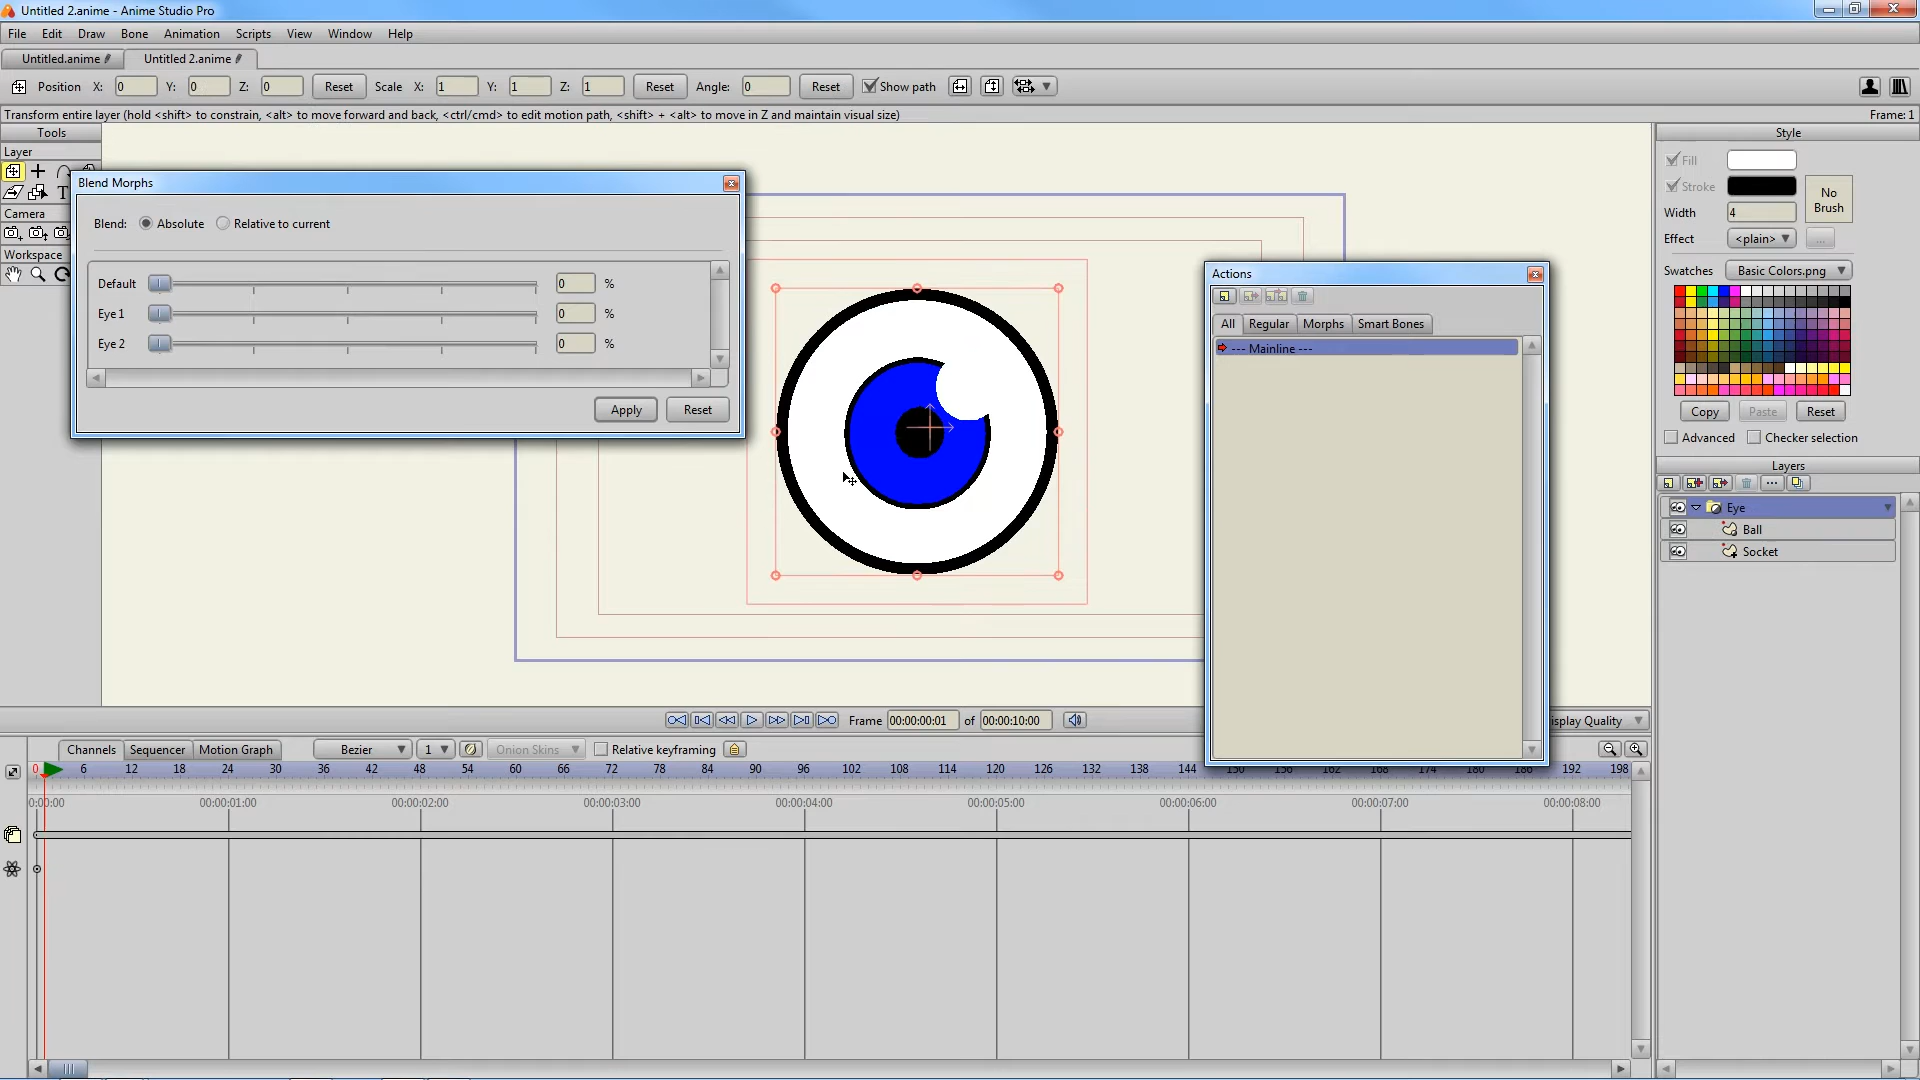 Untitled 2.anime - Anime Studio Pro
File Edit Draw Bone Animation Scripts View Window Help
Untitled.anime Untitled 2.anime
Position X: 0 Y: 0 Z: 0 Reset Scale X: 1 Y: 1 Z: 1 Reset Angle: 0 Reset Show path
Transform entire layer (hold <shift> to constrain, <alt> to move forward and back, <ctrl/cmd> to edit motion path, <shift> + <alt> to move in Z and maintain visual size) Frame: 1
Tools
Layer
T
Camera
Workspace
Blend Morphs
Blend: Absolute Relative to current
Default 0 %
Eye 1 0 %
Eye 2 0 %
Apply Reset
Actions
All Regular Morphs Smart Bones
--- Mainline ---
Style
Fill
Stroke
No Brush
Width 4
Effect <plain> ...
Swatches Basic Colors.png
Copy Paste Reset
Advanced Checker selection
Layers
Eye
Ball
Socket
Frame 00:00:00:01 of 00:00:10:00 isplay Quality
Channels Sequencer Motion Graph Bezier 1 Onion Skins Relative keyframing
0 6 12 18 24 30 36 42 48 54 60 66 72 78 84 90 96 102 108 114 120 126 132 138 144 150 156 162 168 174 180 186 192 198
0:00:00 00:00:01:00 00:00:02:00 00:00:03:00 00:00:04:00 00:00:05:00 00:00:06:00 00:00:07:00 00:00:08:00